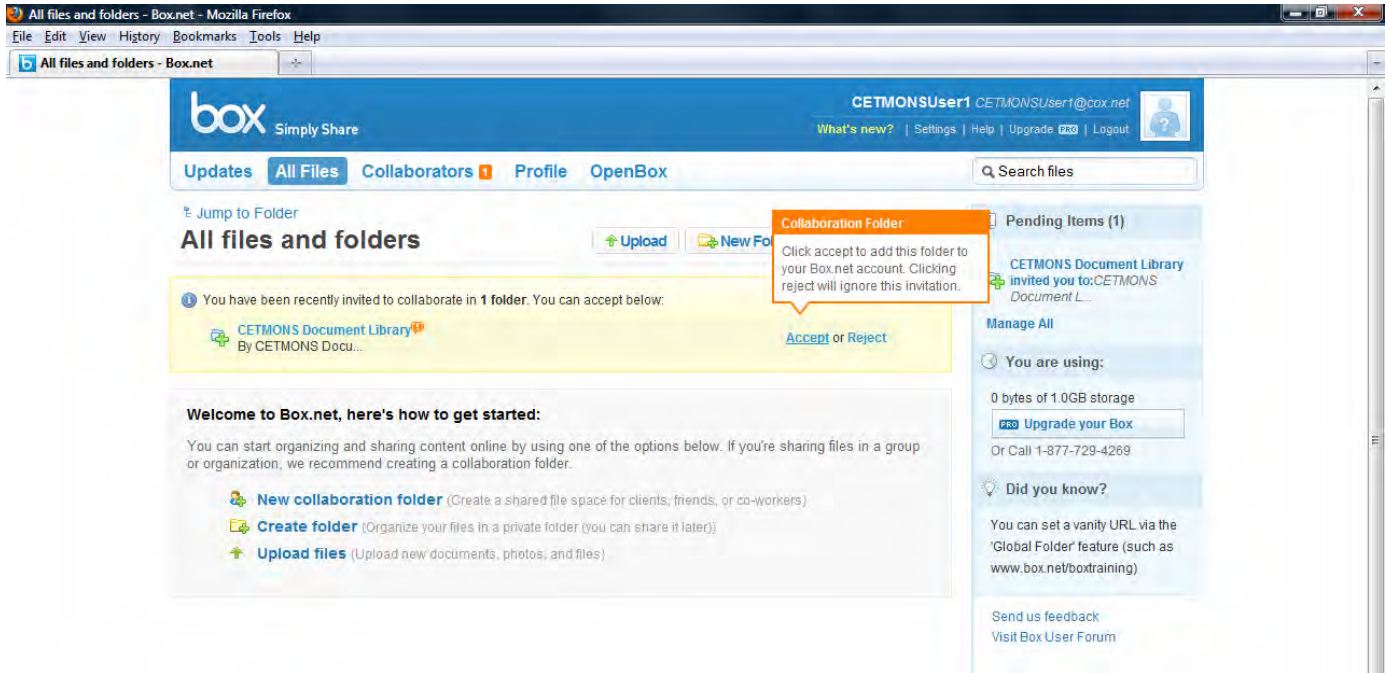 All files and folders - Box.net - Mozilla Firefox
File Edit View History Bookmarks Tools Help
All files and folders - Box.net
box Simply Share
CETMONSUser1 CETMONSUser1@cox.net
What's new? | Settings | Help | Upgrade PRO | Logout
Updates All Files Collaborators 1 Profile OpenBox
Search files
Jump to Folder
All files and folders
Upload New Fo
Collaboration Folder
Click accept to add this folder to
your Box.net account. Clicking
reject will ignore this invitation.
You have been recently invited to collaborate in 1 folder. You can accept below:
CETMONS Document Library
By CETMONS Docu...
Accept or Reject
Welcome to Box.net, here's how to get started:
You can start organizing and sharing content online by using one of the options below. If you're sharing files in a group
or organization, we recommend creating a collaboration folder.
New collaboration folder (Create a shared file space for clients, friends, or co-workers)
Create folder (Organize your files in a private folder (you can share it later))
Upload files (Upload new documents, photos, and files)
Pending Items (1)
CETMONS Document Library
invited you to:CETMONS
Document L...
Manage All
You are using:
0 bytes of 1.0GB storage
PRO Upgrade your Box
Or Call 1-877-729-4269
Did you know?
You can set a vanity URL via the
'Global Folder' feature (such as
www.box.net/boxtraining)
Send us feedback
Visit Box User Forum